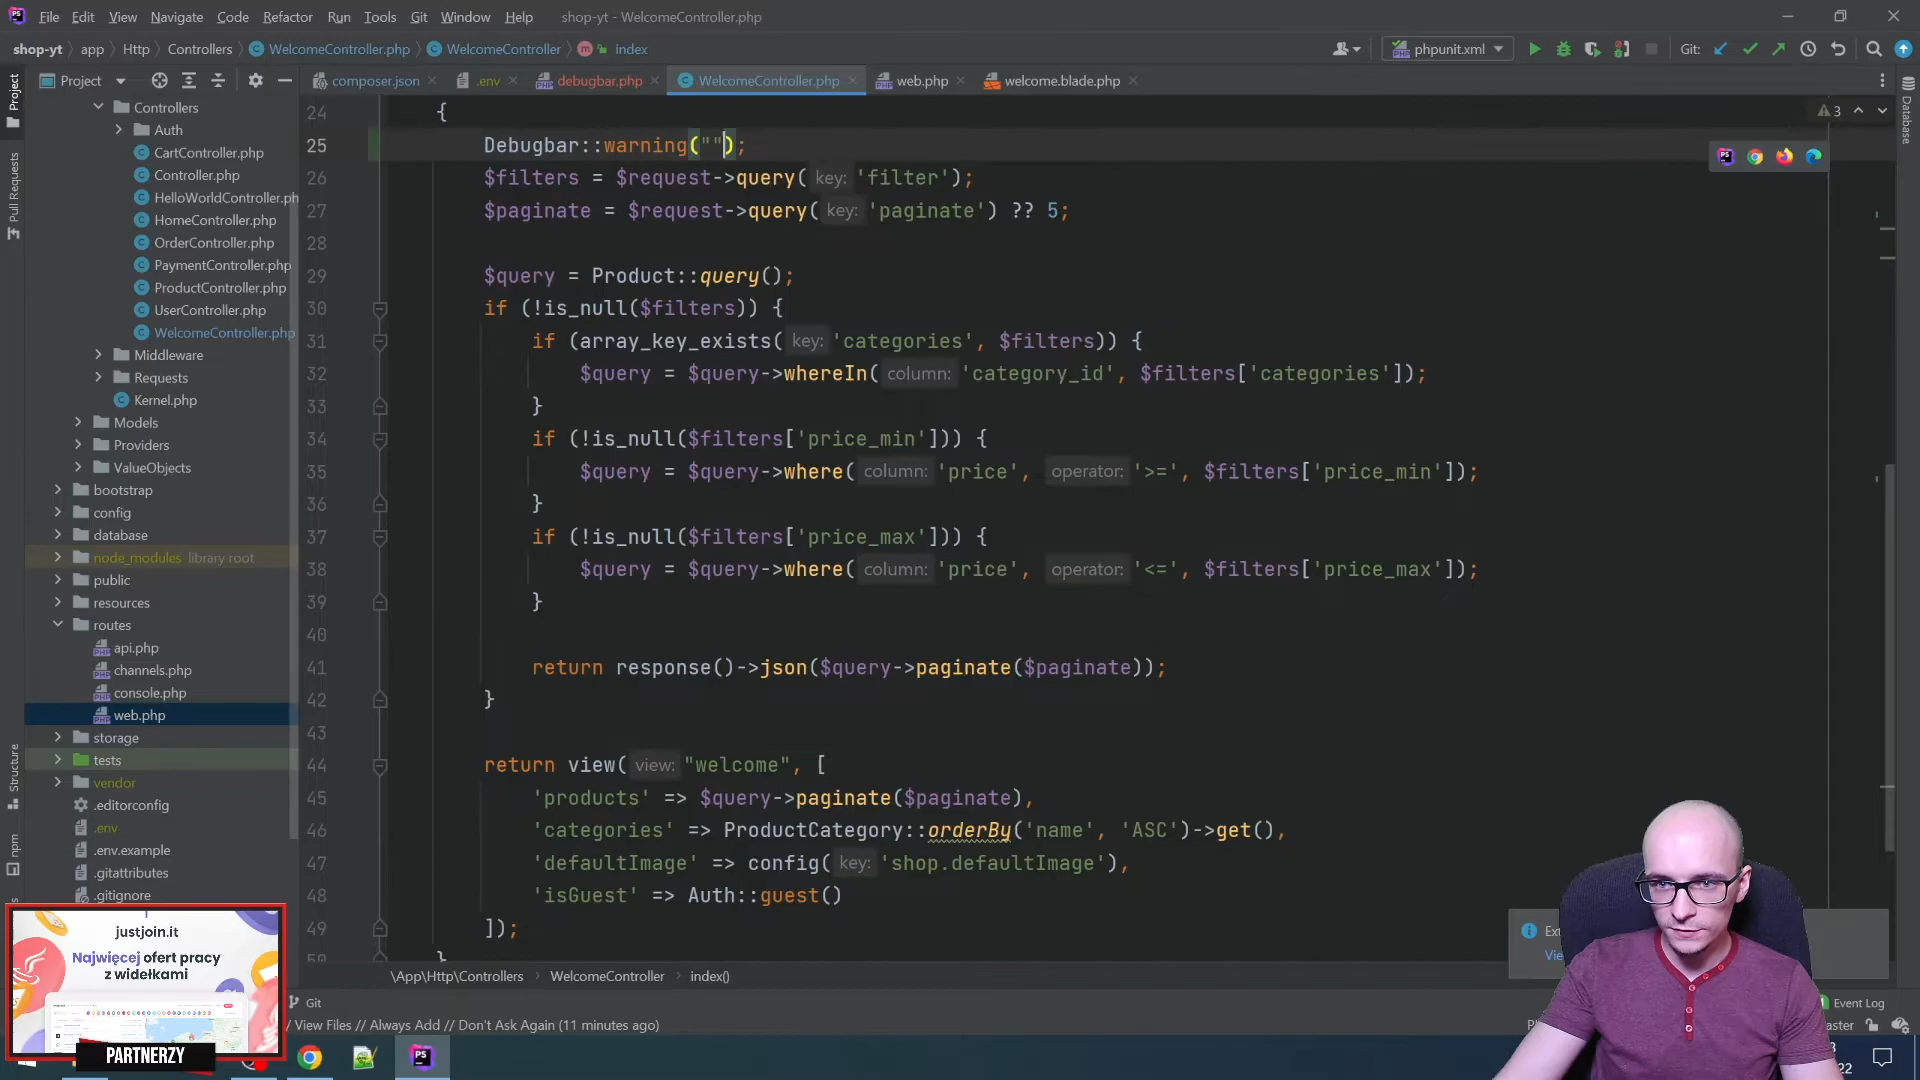 File Edit View Navigate Code Refactor Run Tools Git Window Help shop-yt - WelcomeController.php
shop-yt app Http Controllers WelcomeController.php WelcomeController index phpunit.xml Git:
Project composer.json .env debugbar.php WelcomeController.php web.php welcome.blade.php
Project
Pull Requests
Structure
npm
Database
Controllers
Auth
CartController.php
Controller.php
HelloWorldController.ph
HomeController.php
OrderController.php
PaymentController.php
ProductController.php
UserController.php
WelcomeController.php
Middleware
Requests
Kernel.php
Models
Providers
ValueObjects
bootstrap
config
database
node_modules library root
public
resources
routes
api.php
channels.php
console.php
web.php
storage
tests
vendor
.editorconfig
.env
.env.example
.gitattributes
.gitignore
3
24 {
25 Debugbar::warning("");
26 $filters = $request->query( key: 'filter');
27 $paginate = $request->query( key: 'paginate') ?? 5;
28
29 $query = Product::query();
30 if (!is_null($filters)) {
31 if (array_key_exists( key: 'categories', $filters)) {
32 $query = $query->whereIn( column: 'category_id', $filters['categories']);
33 }
34 if (!is_null($filters['price_min'])) {
35 $query = $query->where( column: 'price', operator: '>=', $filters['price_min']);
36 }
37 if (!is_null($filters['price_max'])) {
38 $query = $query->where( column: 'price', operator: '<=', $filters['price_max']);
39 }
40
41 return response()->json($query->paginate($paginate));
42 }
43
44 return view( view: "welcome", [
45 'products' => $query->paginate($paginate),
46 'categories' => ProductCategory::orderBy('name', 'ASC')->get(),
47 'defaultImage' => config( key: 'shop.defaultImage'),
48 'isGuest' => Auth::guest()
49 ]);
50 }
\App\Http\Controllers WelcomeController index()
Git
Event Log
/ View Files // Always Add // Don't Ask Again (11 minutes ago)
justjoin.it
Najwięcej ofert pracy
z widełkami
PARTNERZY
PS